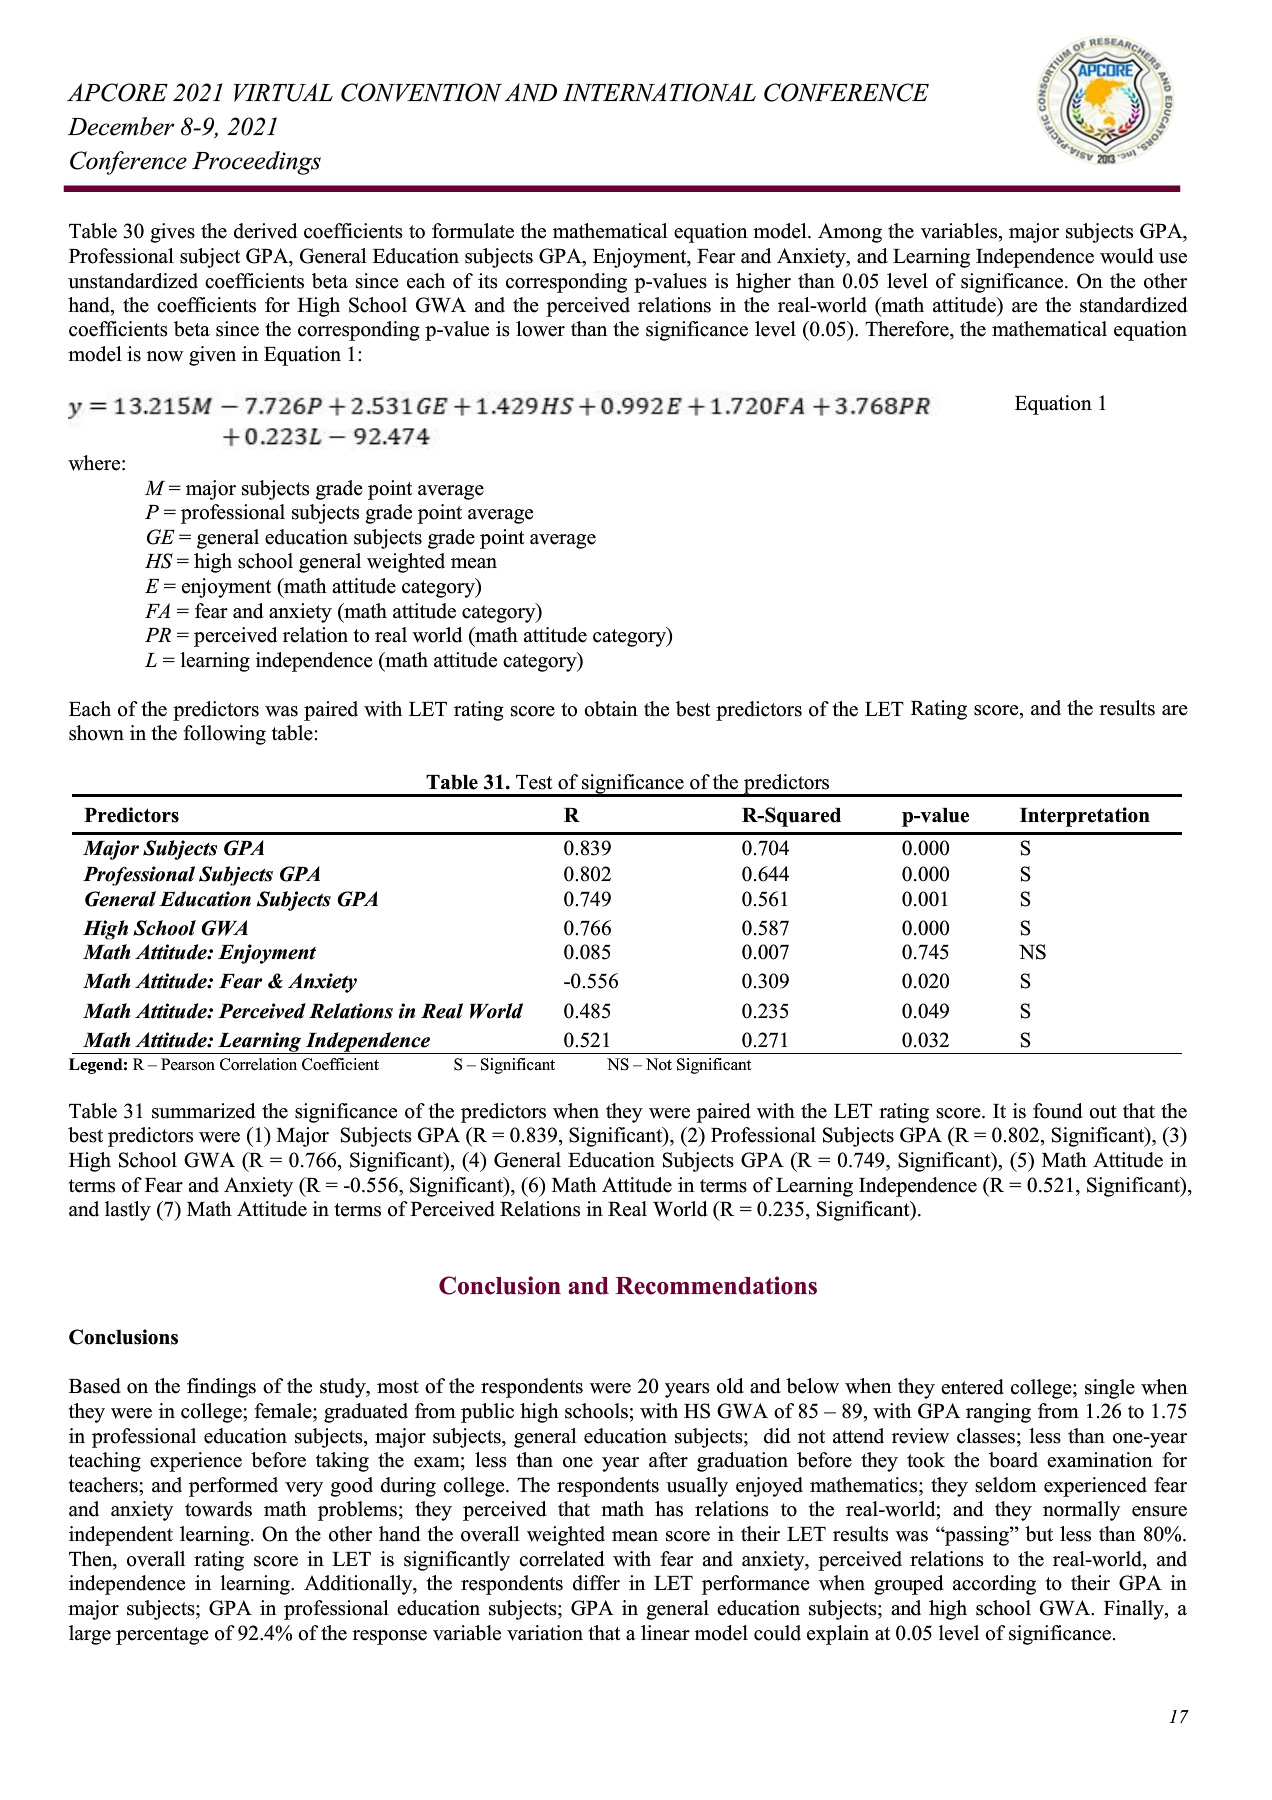 APCORE 2021 VIRTUAL CONVENTION AND INTERNATIONAL CONFERENCE
December 8-9, 2021
Conference Proceedings
ASIA-PACIFIC CONSORTIUM OF RESEARCHERS AND EDUCATORS, Inc.
APCORE
2013
Table 30 gives the derived coefficients to formulate the mathematical equation model. Among the variables, major subjects GPA,
Professional subject GPA, General Education subjects GPA, Enjoyment, Fear and Anxiety, and Learning Independence would use
unstandardized coefficients beta since each of its corresponding p-values is higher than 0.05 level of significance. On the other
hand, the coefficients for High School GWA and the perceived relations in the real-world (math attitude) are the standardized
coefficients beta since the corresponding p-value is lower than the significance level (0.05). Therefore, the mathematical equation
model is now given in Equation 1:
y = 13.215M − 7.726P + 2.531GE + 1.429HS + 0.992E + 1.720FA + 3.768PR Equation 1
+ 0.223L − 92.474
where:
M = major subjects grade point average
P = professional subjects grade point average
GE = general education subjects grade point average
HS = high school general weighted mean
E = enjoyment (math attitude category)
FA = fear and anxiety (math attitude category)
PR = perceived relation to real world (math attitude category)
L = learning independence (math attitude category)
Each of the predictors was paired with LET rating score to obtain the best predictors of the LET Rating score, and the results are
shown in the following table:
Table 31. Test of significance of the predictors
Predictors R R-Squared p-value Interpretation
Major Subjects GPA 0.839 0.704 0.000 S
Professional Subjects GPA 0.802 0.644 0.000 S
General Education Subjects GPA 0.749 0.561 0.001 S
High School GWA 0.766 0.587 0.000 S
Math Attitude: Enjoyment 0.085 0.007 0.745 NS
Math Attitude: Fear & Anxiety -0.556 0.309 0.020 S
Math Attitude: Perceived Relations in Real World 0.485 0.235 0.049 S
Math Attitude: Learning Independence 0.521 0.271 0.032 S
Legend: R – Pearson Correlation Coefficient S – Significant NS – Not Significant
Table 31 summarized the significance of the predictors when they were paired with the LET rating score. It is found out that the
best predictors were (1) Major Subjects GPA (R = 0.839, Significant), (2) Professional Subjects GPA (R = 0.802, Significant), (3)
High School GWA (R = 0.766, Significant), (4) General Education Subjects GPA (R = 0.749, Significant), (5) Math Attitude in
terms of Fear and Anxiety (R = -0.556, Significant), (6) Math Attitude in terms of Learning Independence (R = 0.521, Significant),
and lastly (7) Math Attitude in terms of Perceived Relations in Real World (R = 0.235, Significant).
Conclusion and Recommendations
Conclusions
Based on the findings of the study, most of the respondents were 20 years old and below when they entered college; single when
they were in college; female; graduated from public high schools; with HS GWA of 85 – 89, with GPA ranging from 1.26 to 1.75
in professional education subjects, major subjects, general education subjects; did not attend review classes; less than one-year
teaching experience before taking the exam; less than one year after graduation before they took the board examination for
teachers; and performed very good during college. The respondents usually enjoyed mathematics; they seldom experienced fear
and anxiety towards math problems; they perceived that math has relations to the real-world; and they normally ensure
independent learning. On the other hand the overall weighted mean score in their LET results was “passing” but less than 80%.
Then, overall rating score in LET is significantly correlated with fear and anxiety, perceived relations to the real-world, and
independence in learning. Additionally, the respondents differ in LET performance when grouped according to their GPA in
major subjects; GPA in professional education subjects; GPA in general education subjects; and high school GWA. Finally, a
large percentage of 92.4% of the response variable variation that a linear model could explain at 0.05 level of significance.
17